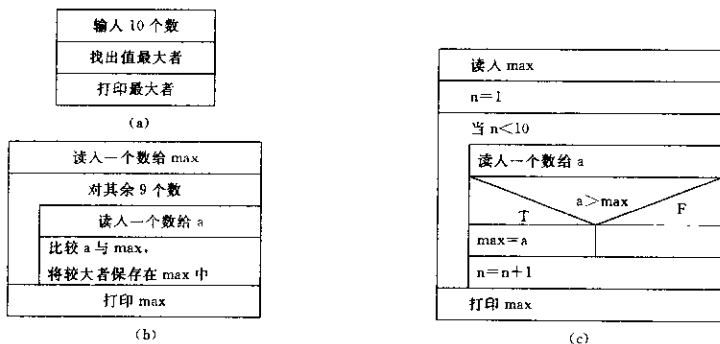 输入 10 个数
找出值最大者
打印最大者
(a)
读入一个数给 max
对其余 9 个数
读入一个数给 a
比较 a 与 max,
将较大者保存在 max 中
打印 max
(b)
读入 max
n=1
当 n<10
读入一个数给 a
a>max
T
F
max=a
n=n+1
打印 max
(c)